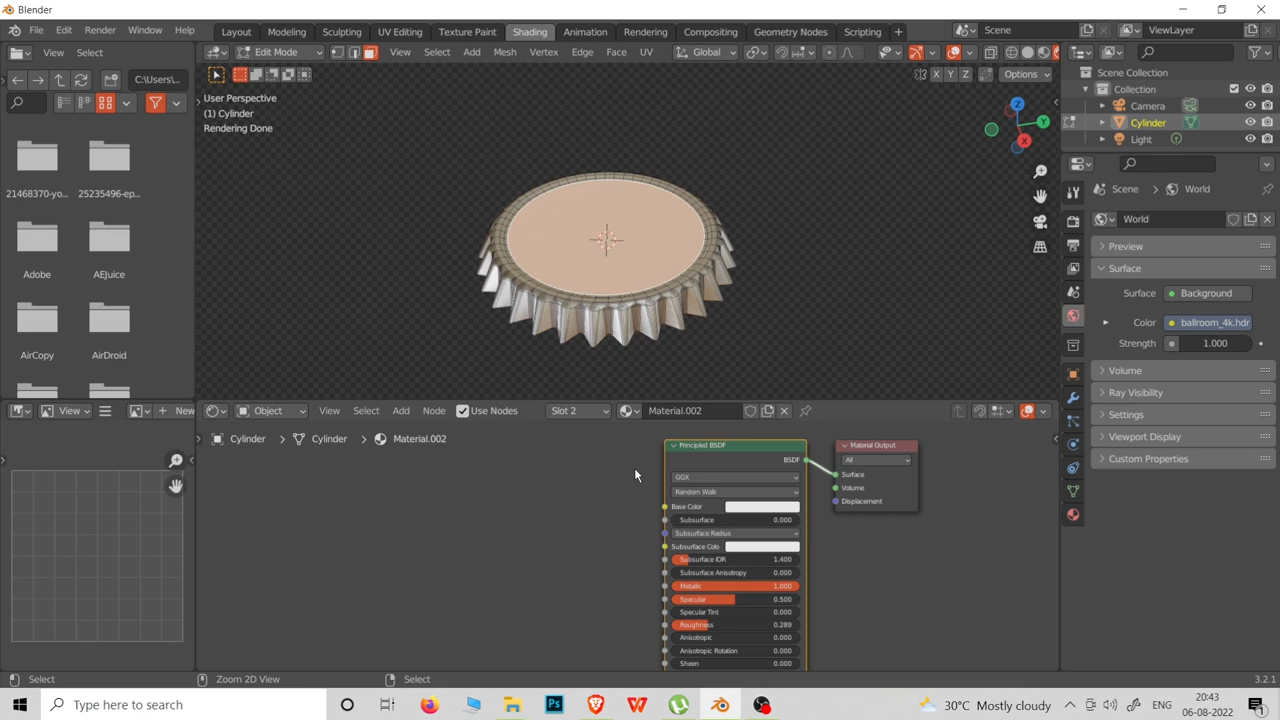 Blender
File Edit Render Window Help Layout Modeling Sculpting UV Editing Texture Paint Shading Animation Rendering Compositing Geometry Nodes Scripting + Scene ViewLayer
View Select Edit Mode View Select Add Mesh Vertex Edge Face UV Global
C:\Users\... X Y Z Options Scene Collection
User Perspective Collection
(1) Cylinder Camera
Rendering Done Cylinder
Light
Z Y X
21468370-yo... 25235496-ep... Scene World
World
Preview
Surface
Adobe AEJuice
Surface Background
Color ballroom_4k.hdr
Strength 1.000
AirCopy AirDroid
Volume
Ray Visibility
Settings
Viewport Display
Custom Properties
View New Object View Select Add Node Use Nodes Slot 2 Material.002
Cylinder Cylinder Material.002
Principled BSDF
BSDF
GGX
Random Walk
Base Color
Subsurface 0.000
Subsurface Radius
Subsurface Colo
Subsurface IOR 1.400
Subsurface Anisotropy 0.000
Metallic 1.000
Specular 0.500
Specular Tint 0.000
Roughness 0.289
Anisotropic 0.000
Anisotropic Rotation 0.000
Sheen 0.000
Material Output
All
Surface
Volume
Displacement
Select Zoom 2D View Select 3.2.1
Type here to search 30°C Mostly cloudy ENG 20:43
06-08-2022